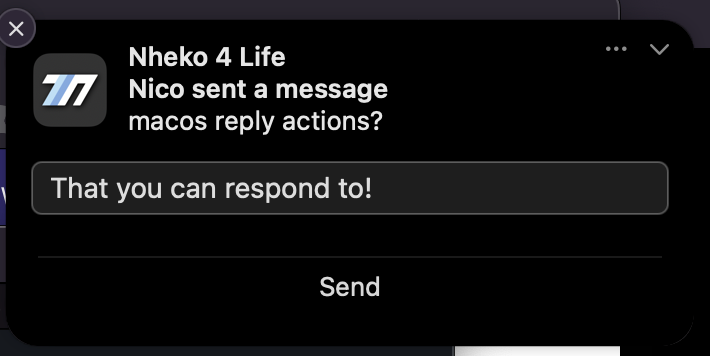 Nheko 4 Life
Nico sent a message
macos reply actions?
That you can respond to!
Send